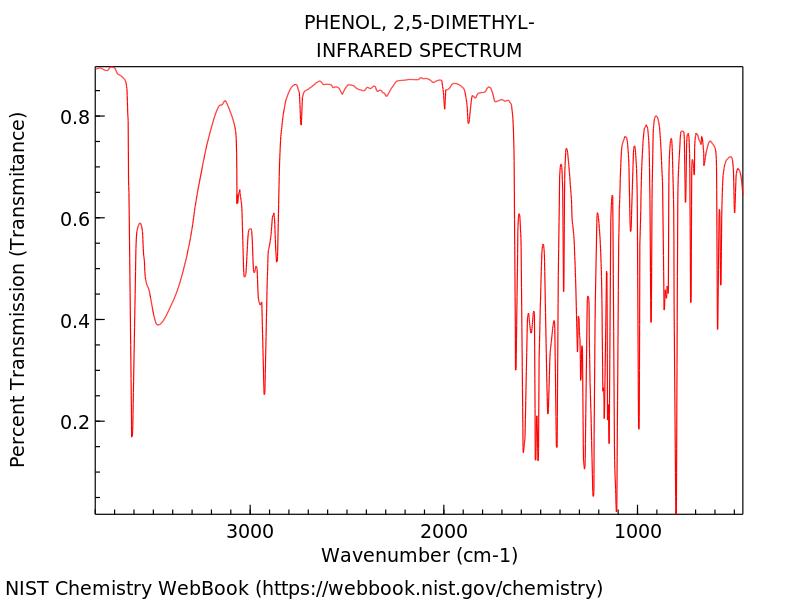 PHENOL, 2,5-DIMETHYL-
INFRARED SPECTRUM
Percent Transmission (Transmitance)
0.8
0.6
0.4
0.2
3000
2000
1000
Wavenumber (cm-1)
NIST Chemistry WebBook (https://webbook.nist.gov/chemistry)